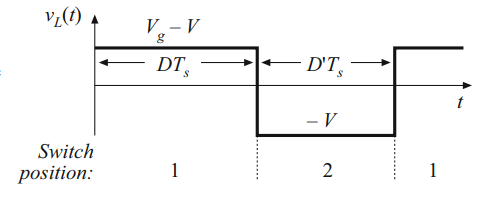 v_L(t)
V_g – V
DT_s
D'T_s
t
– V
Switch
position:
1
2
1